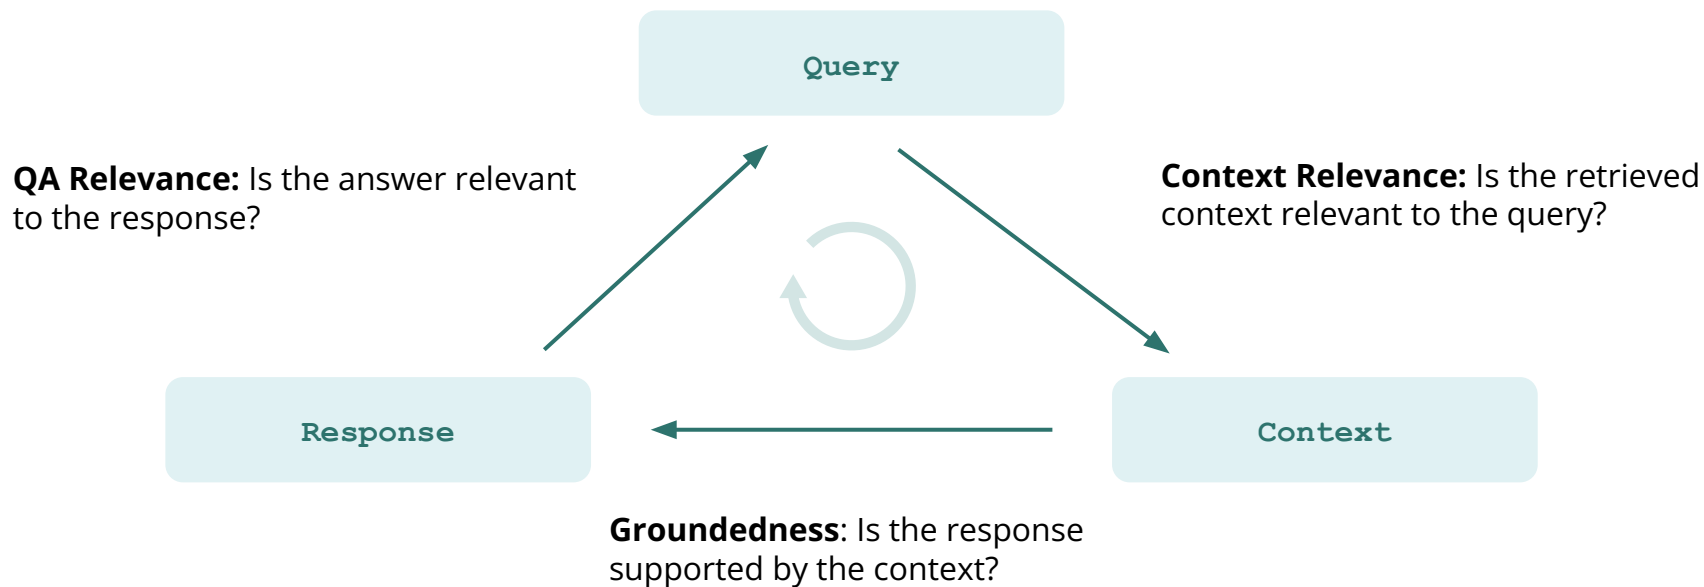 Query
QA Relevance: Is the answer relevant
to the response?
Context Relevance: Is the retrieved
context relevant to the query?
Response
Context
Groundedness: Is the response
supported by the context?